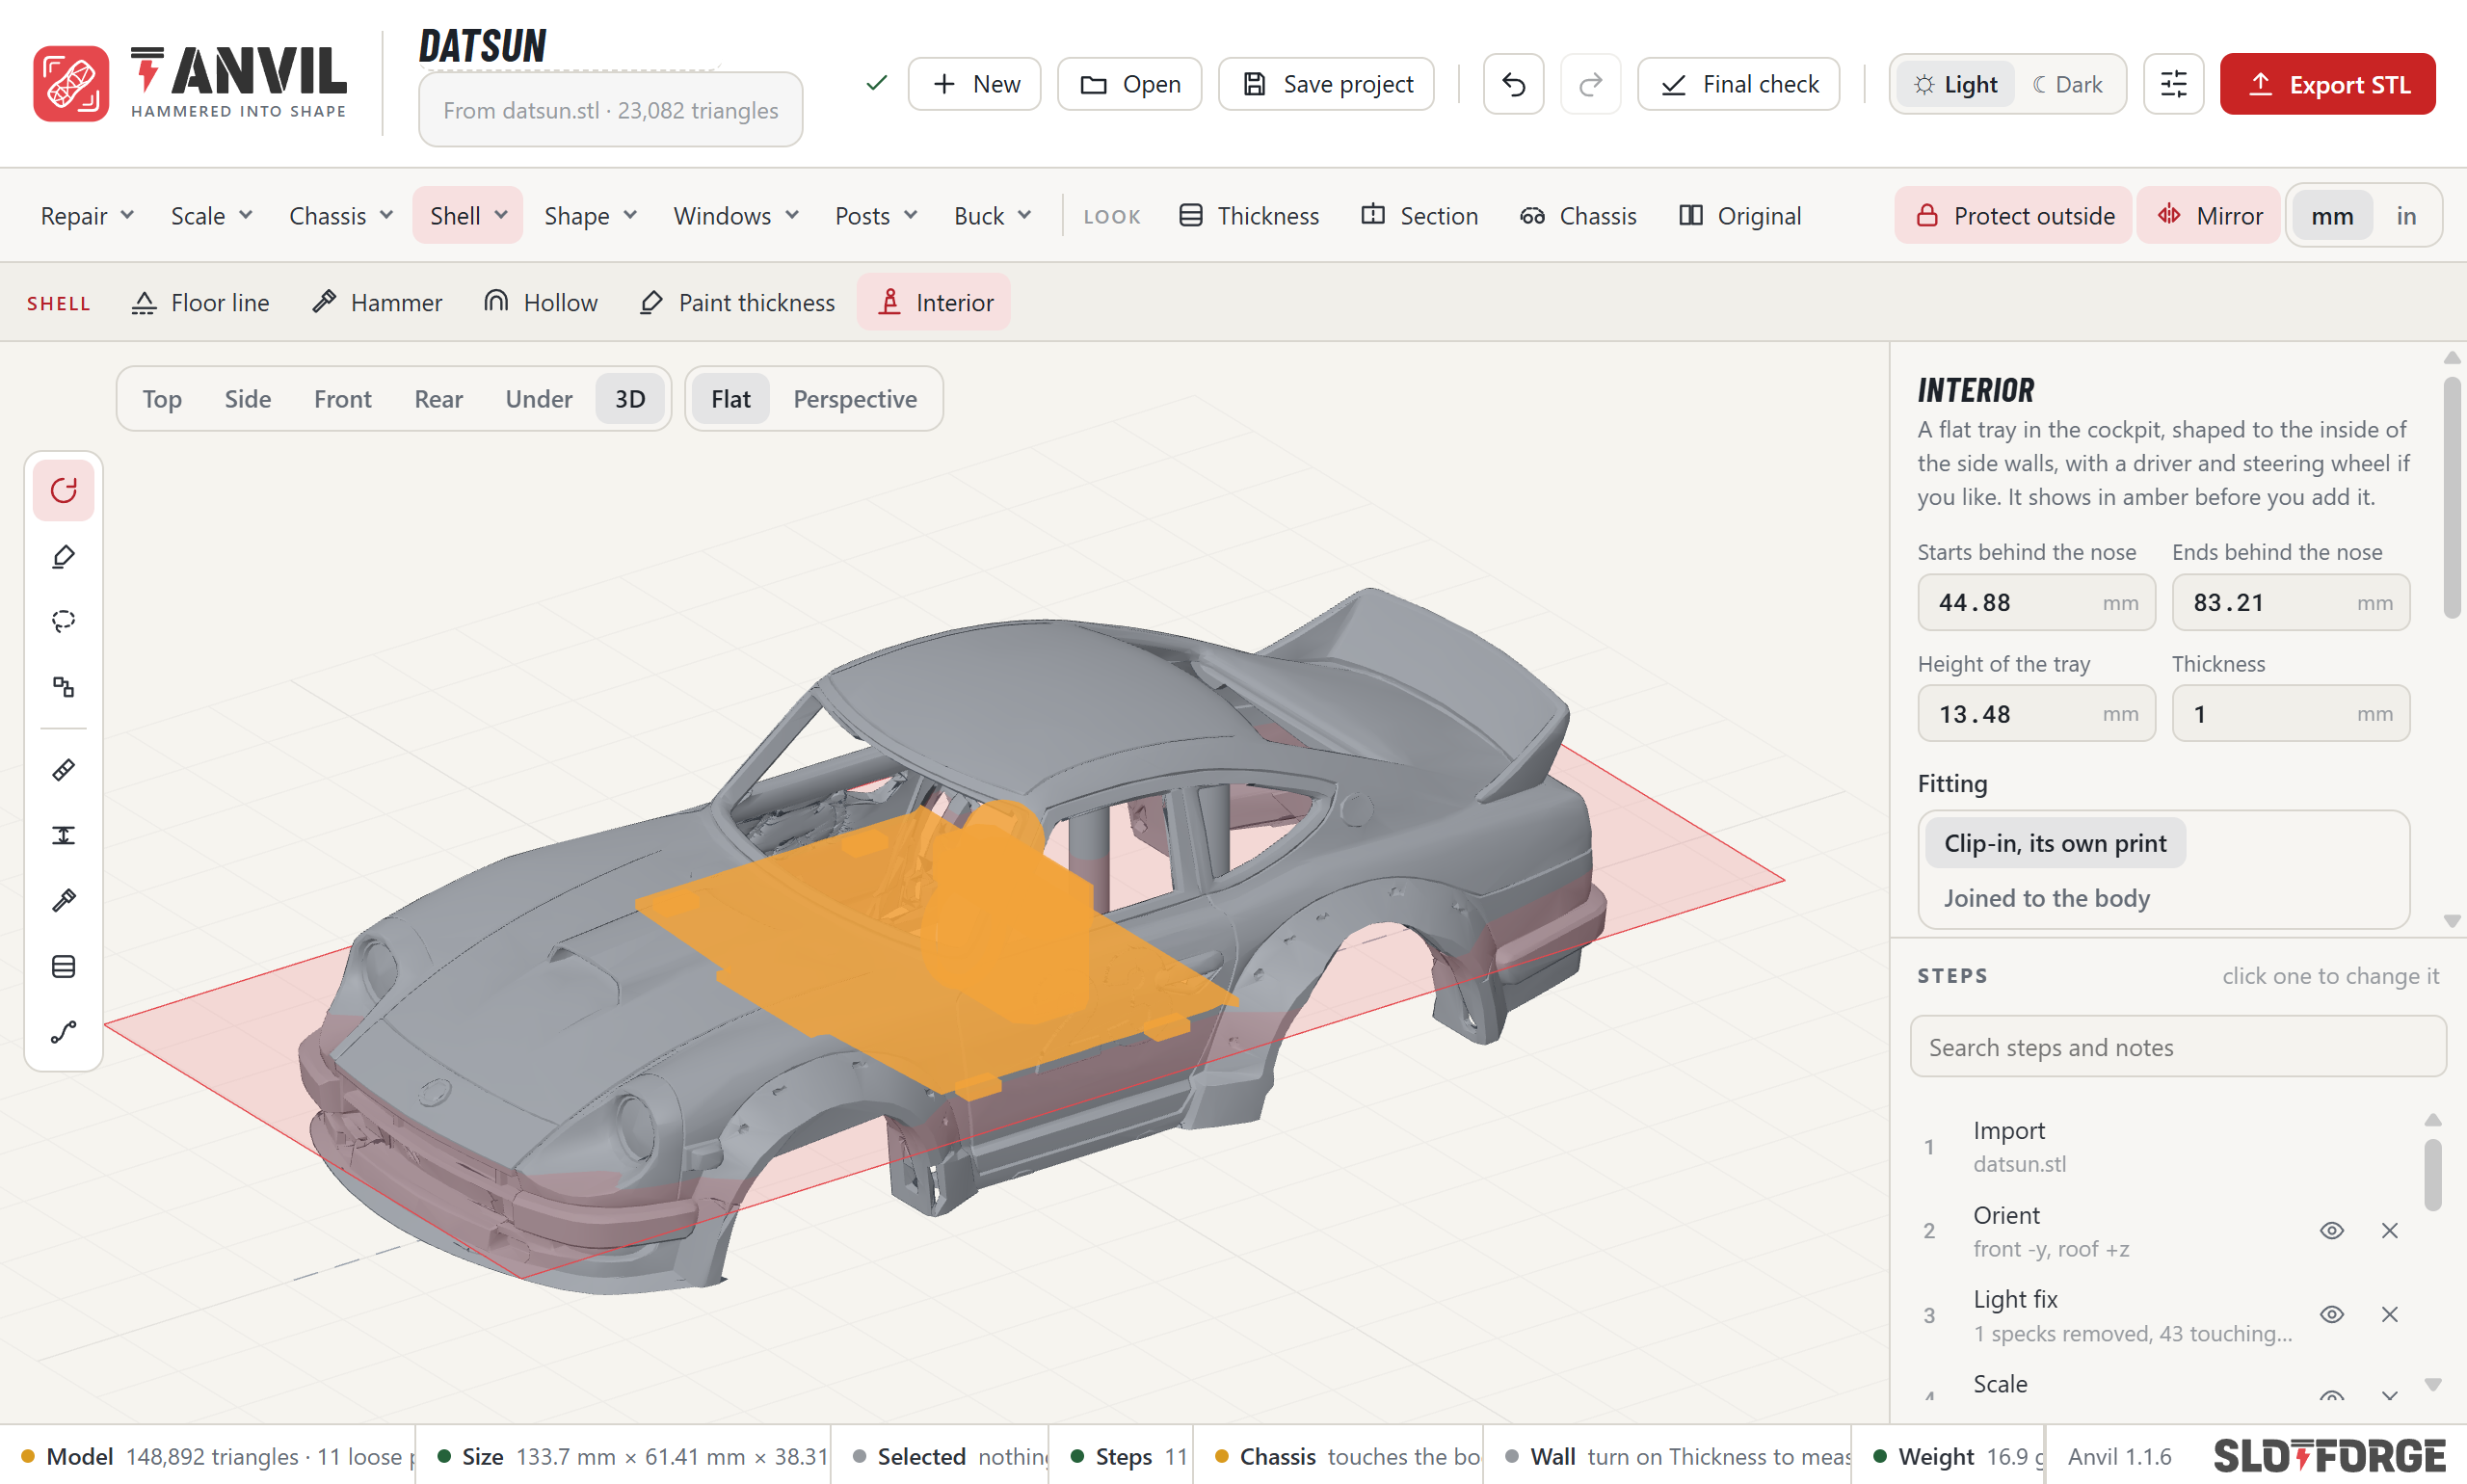 ANVIL
HAMMERED INTO SHAPE
DATSUN
From datsun.stl · 23,082 triangles
New
Open
Save project
Final check
Light
Dark
Export STL
Repair
Scale
Chassis
Shell
Shape
Windows
Posts
Buck
LOOK
Thickness
Section
Chassis
Original
Protect outside
Mirror
mm
in
SHELL
Floor line
Hammer
Hollow
Paint thickness
Interior
Top
Side
Front
Rear
Under
3D
Flat
Perspective
INTERIOR
A flat tray in the cockpit, shaped to the inside of
the side walls, with a driver and steering wheel if
you like. It shows in amber before you add it.
Starts behind the nose
Ends behind the nose
44.88 mm
83.21 mm
Height of the tray
Thickness
13.48 mm
1 mm
Fitting
Clip-in, its own print
Joined to the body
STEPS
click one to change it
Search steps and notes
1
Import
datsun.stl
2
Orient
front -y, roof +z
3
Light fix
1 specks removed, 43 touching...
4
Scale
Model 148,892 triangles · 11 loose
Size 133.7 mm × 61.41 mm × 38.31
Selected nothing
Steps 11
Chassis touches the bo
Wall turn on Thickness to meas
Weight 16.9 g
Anvil 1.1.6
SLOTFORGE